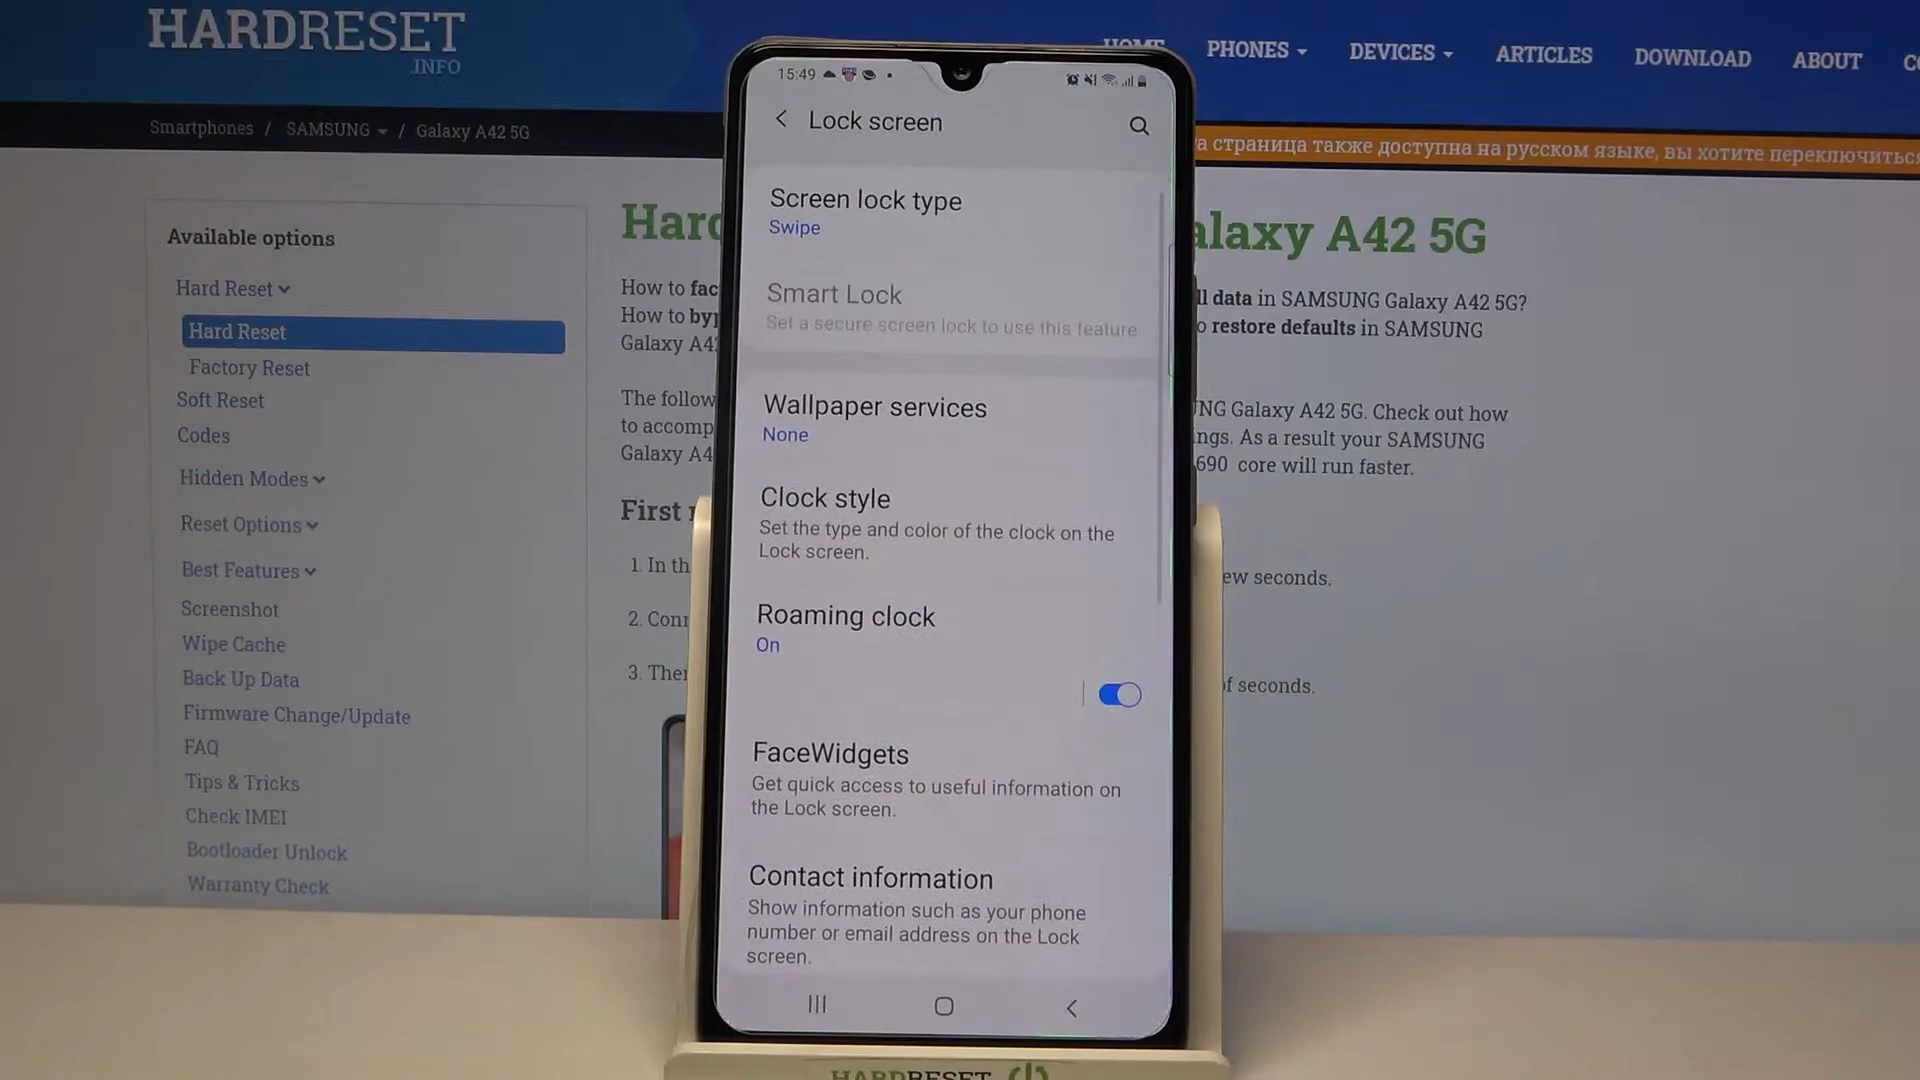 HARDRESET
.INFO
PHONES
DEVICES
ARTICLES
DOWNLOAD
ABOUT
Smartphones / SAMSUNG / Galaxy A42 5G
а страница также доступна на русском языке, вы хотите переключиться
Available options
Hard Reset
Hard Reset
Factory Reset
Soft Reset
Codes
Hidden Modes
Reset Options
Best Features
Screenshot
Wipe Cache
Back Up Data
Firmware Change/Update
FAQ
Tips & Tricks
Check IMEI
Bootloader Unlock
Warranty Check
15:49
Lock screen
Screen lock type
Swipe
Smart Lock
Set a secure screen lock to use this feature.
Wallpaper services
None
Clock style
Set the type and color of the clock on the
Lock screen.
Roaming clock
On
FaceWidgets
Get quick access to useful information on
the Lock screen.
Contact information
Show information such as your phone
number or email address on the Lock
screen.
alaxy A42 5G
How to
ll data in SAMSUNG Galaxy A42 5G?
How to
restore defaults in SAMSUNG
Galaxy
The follow
NG Galaxy A42 5G. Check out how
to accomp
ngs. As a result your SAMSUNG
Galaxy
690 core will run faster.
First
1. In th
ew seconds.
2. Conn
3. Then
f seconds.
HARDRESET